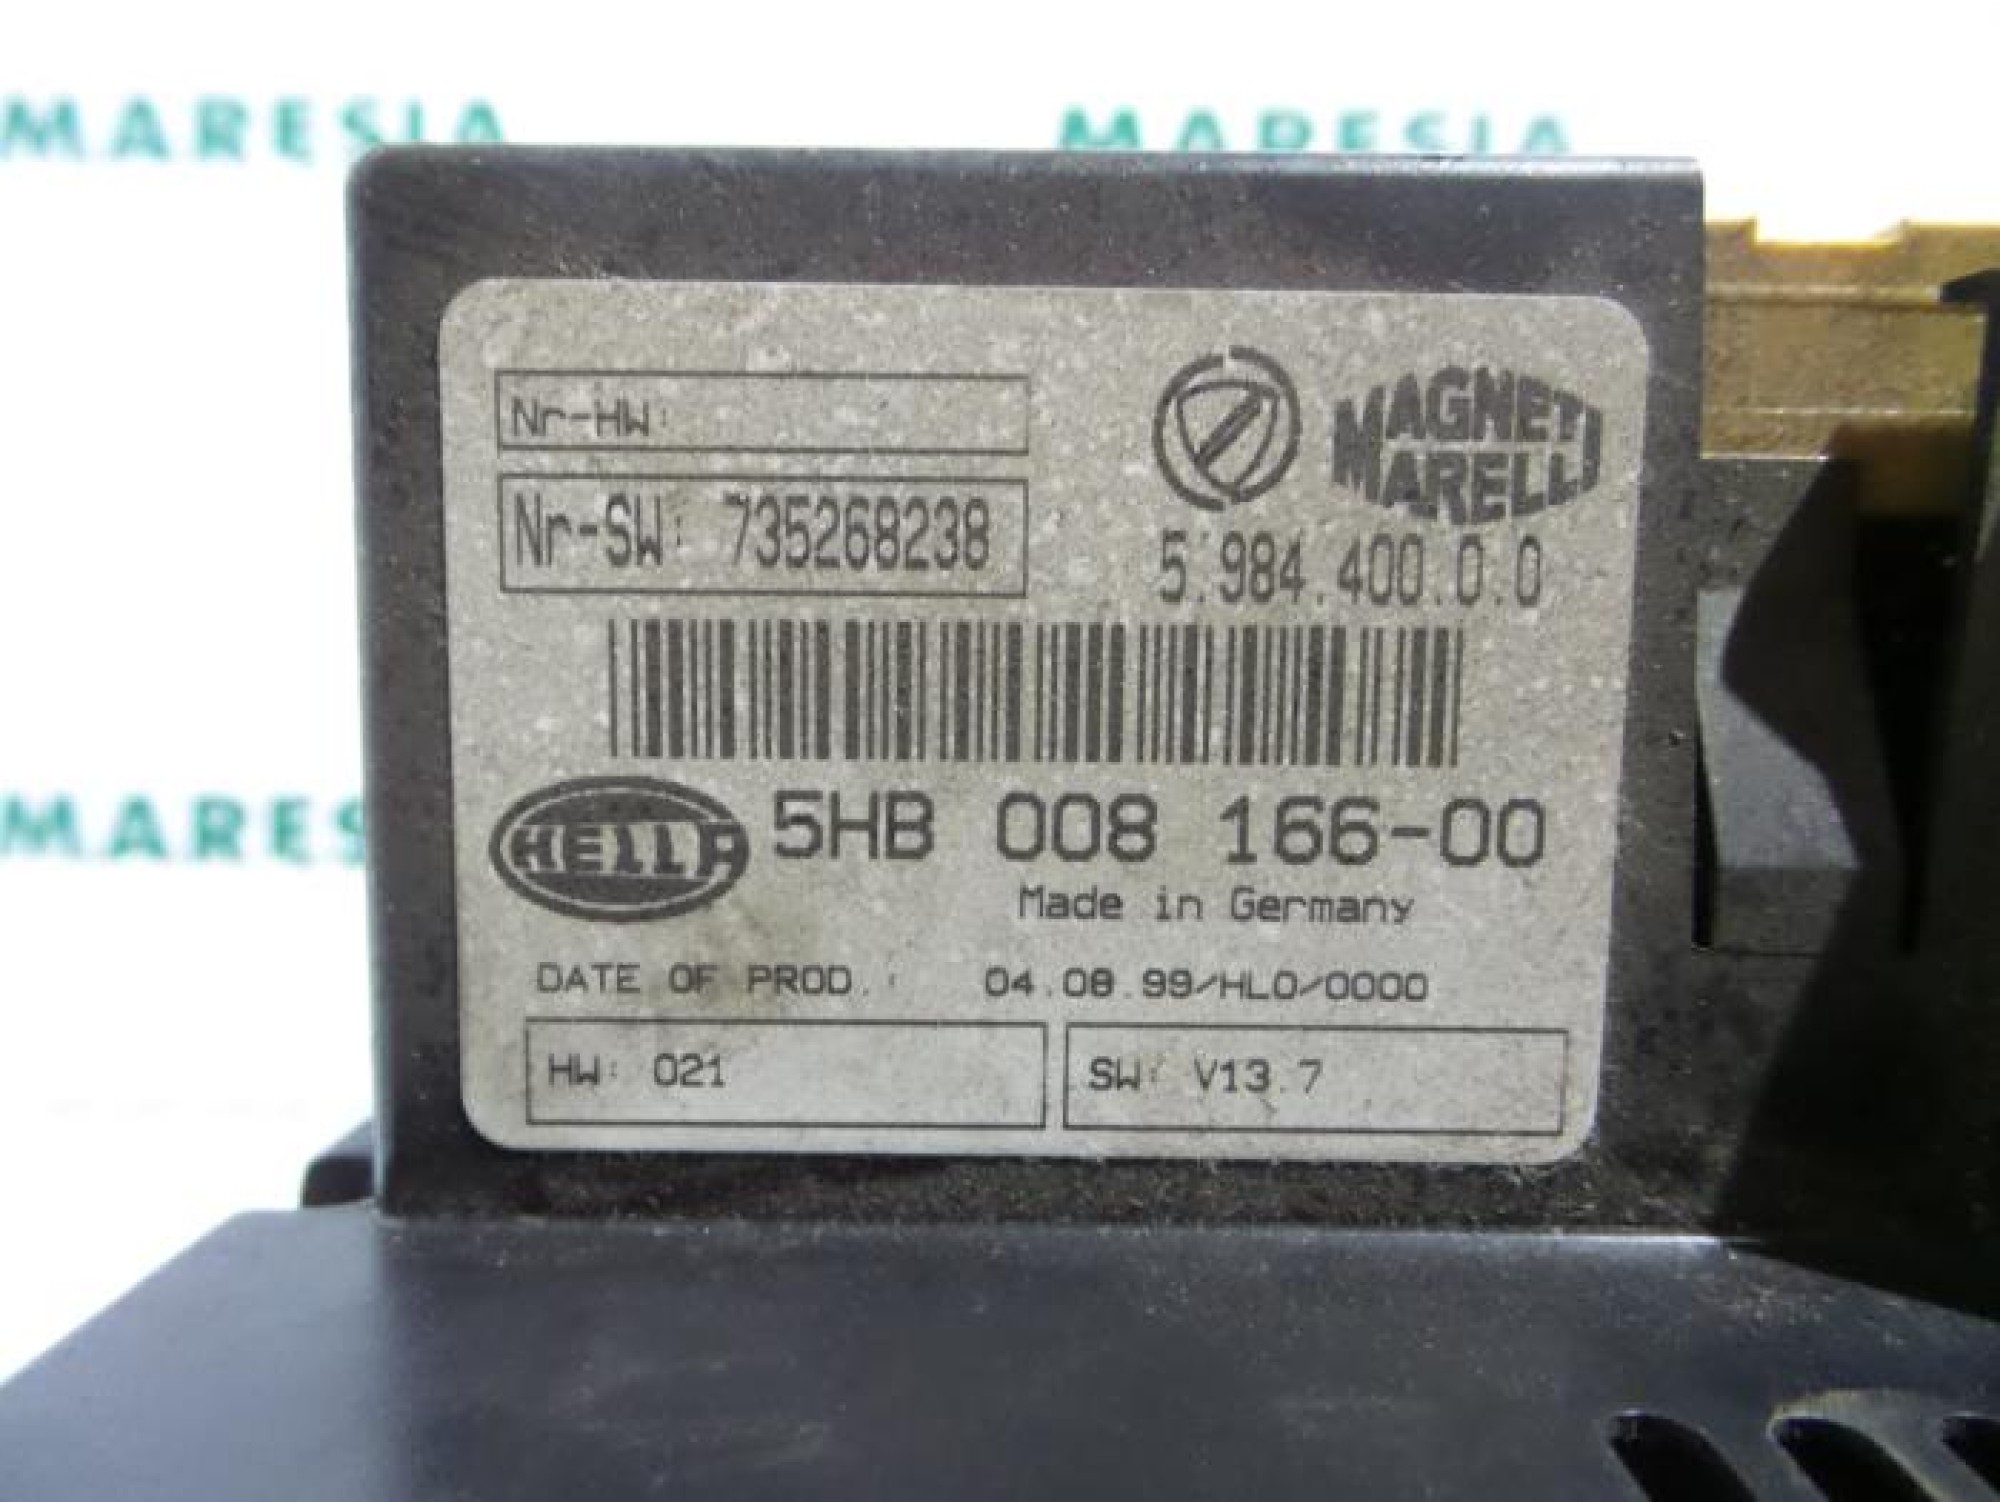 MARESIA MARESIA
Nr-HW:
MAGNETI
MARELLI
Nr-SW: 735268238
5.984.400.0.0
HELLA 5HB 008 166-00
MARES
Made in Germany
DATE OF PROD.: 04.08.99/HL0/0000
HW: 021 SW: V13.7